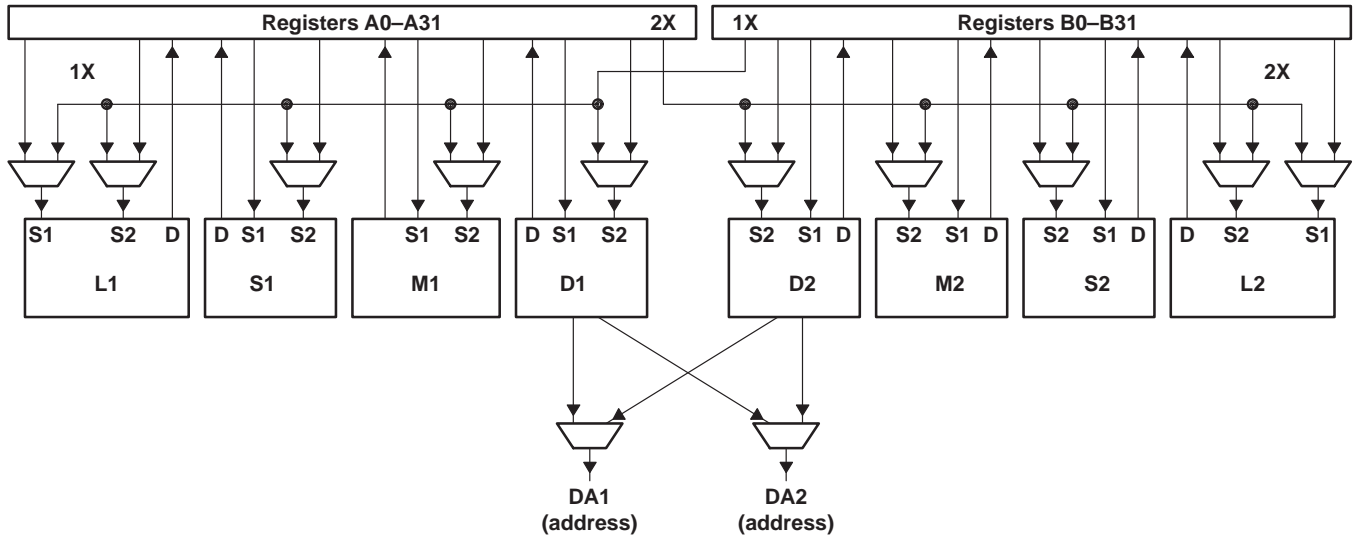 Registers A0–A31 2X
1X Registers B0–B31
1X
2X
S1 S2 D
L1
D S1 S2
S1
S1 S2
M1
D S1 S2
D1
S2 S1 D
D2
S2 S1 D
M2
S2 S1 D
S2
D S2 S1
L2
DA1
(address)
DA2
(address)